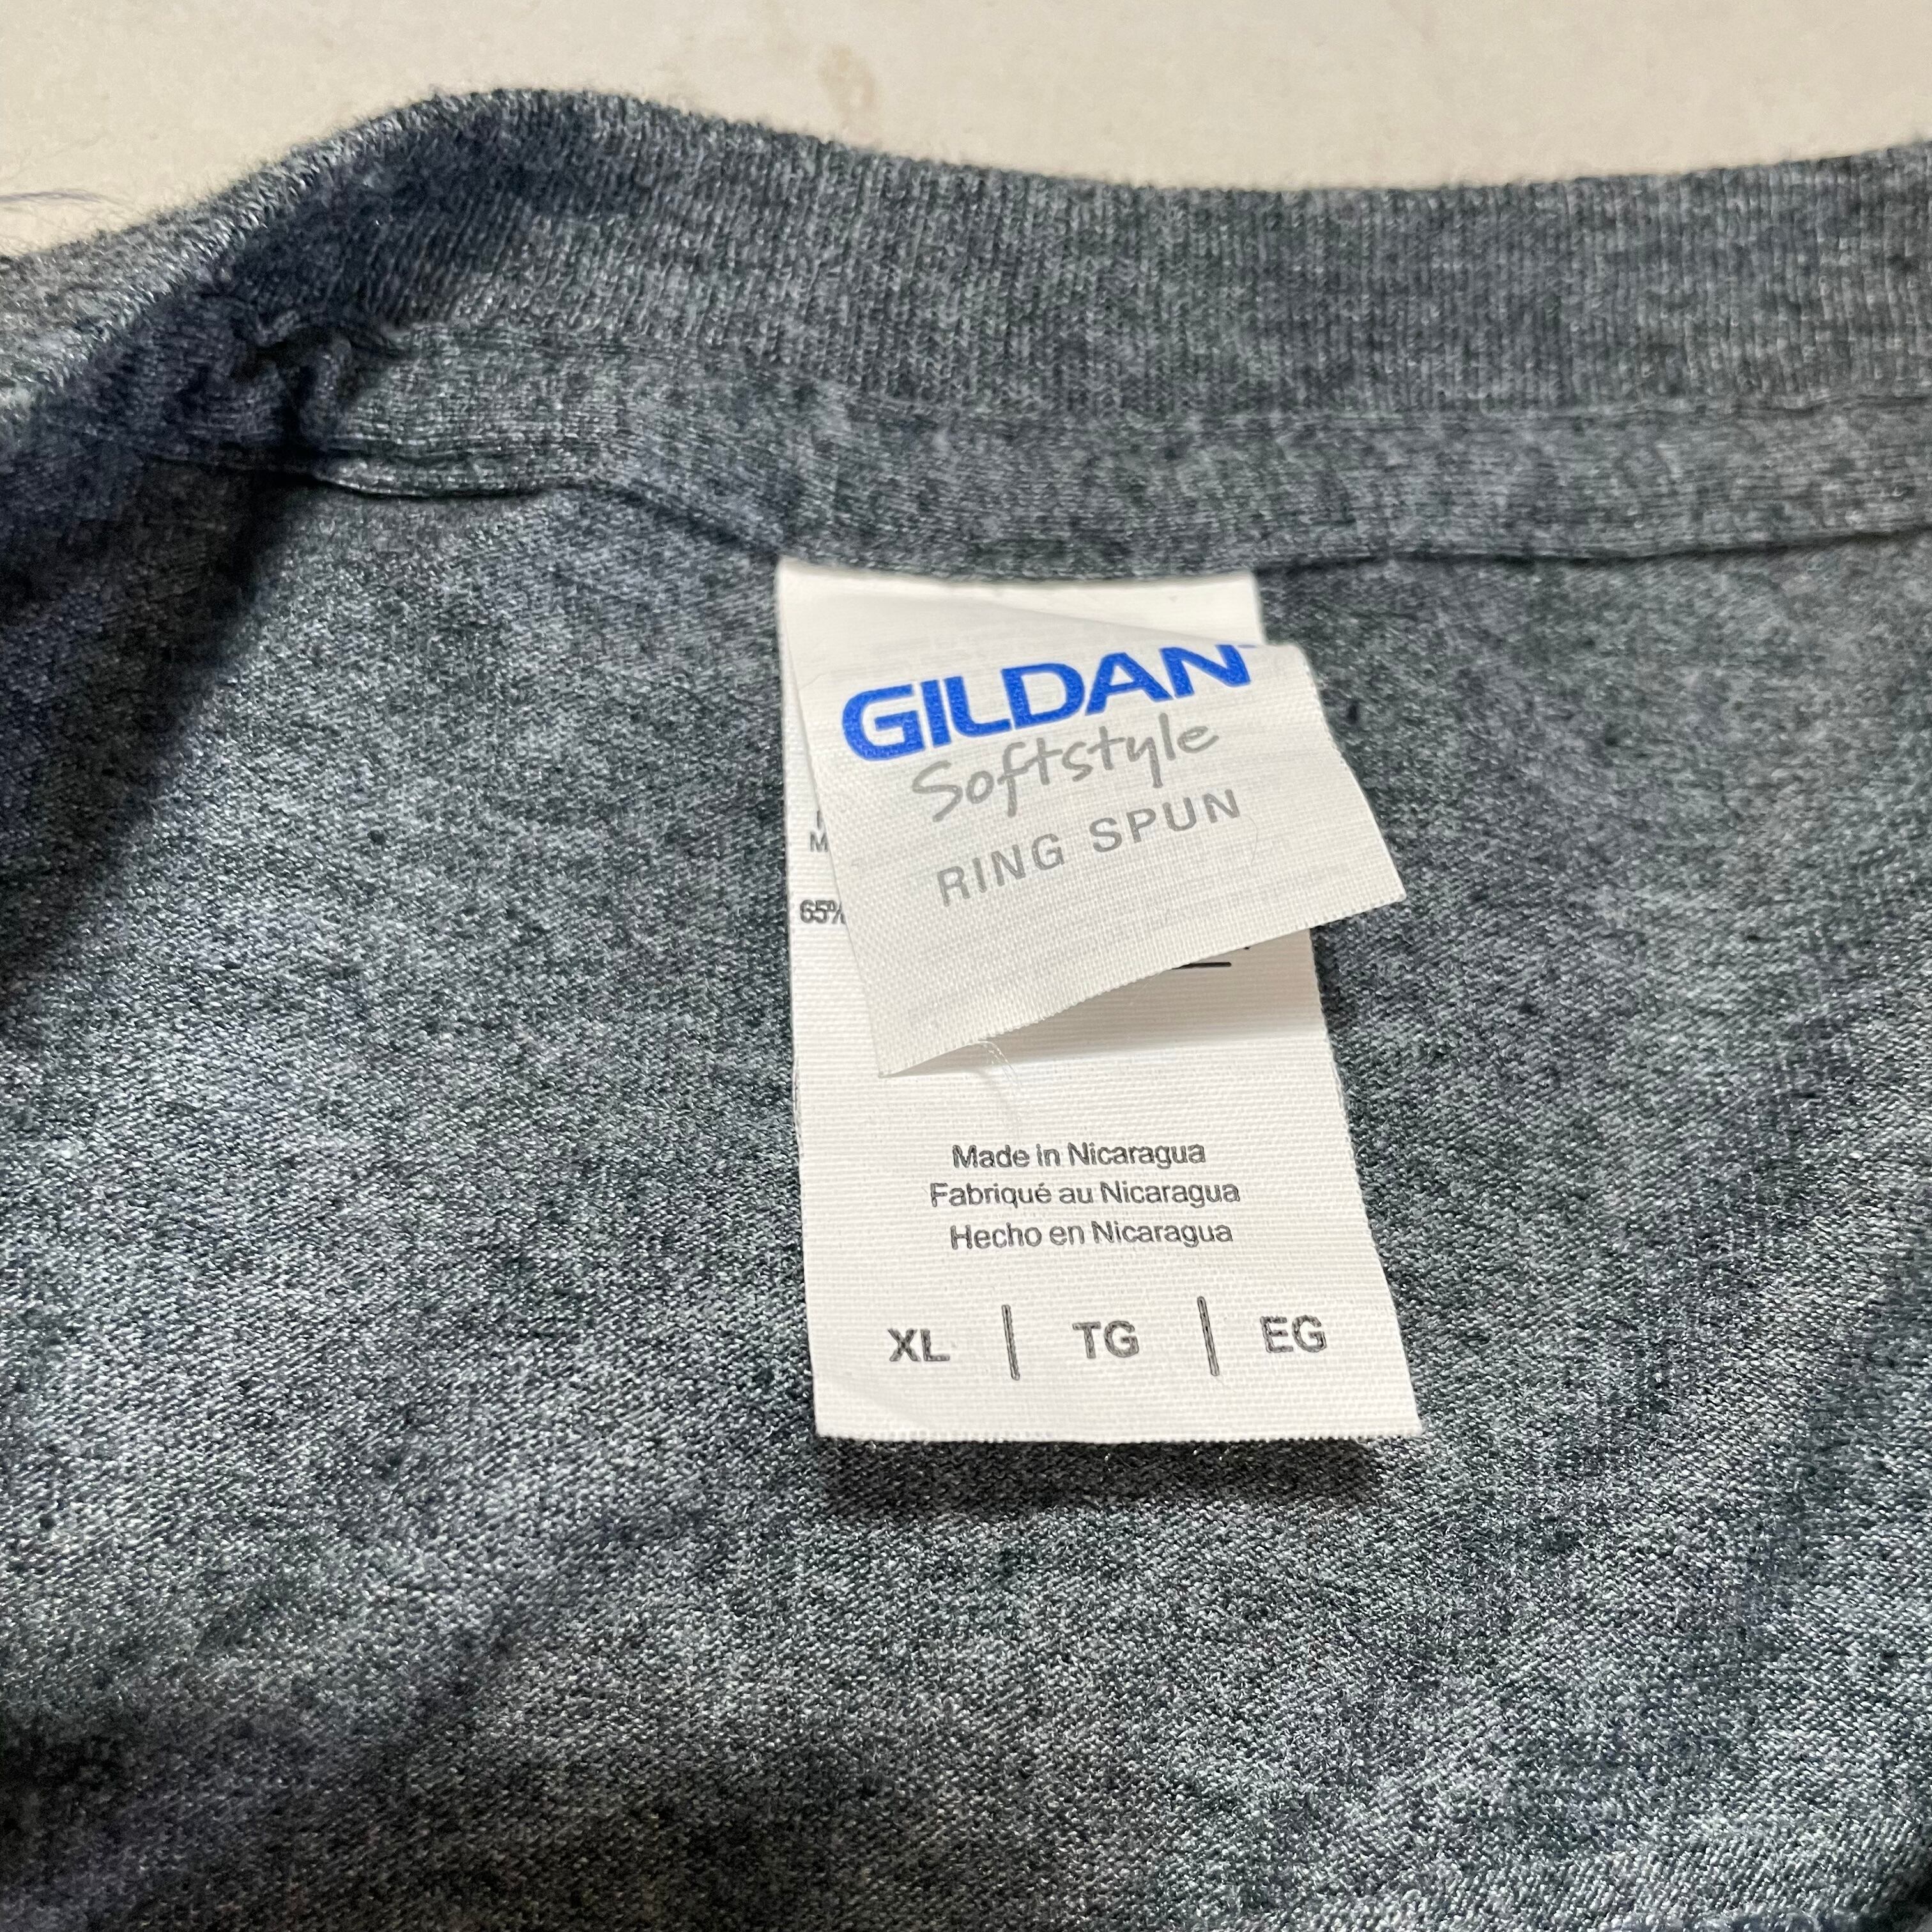 GILDAN
Softstyle
RING SPUN
65%
Made in Nicaragua
Fabriqué au Nicaragua
Hecho en Nicaragua
XL | TG | EG